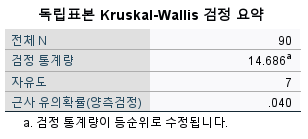 독립표본 Kruskal-Wallis 검정 요약
전체 N 90
검정 통계량 14.686a
자유도 7
근사 유의확률(양측검정) .040
a. 검정 통계량이 등순위로 수정됩니다.